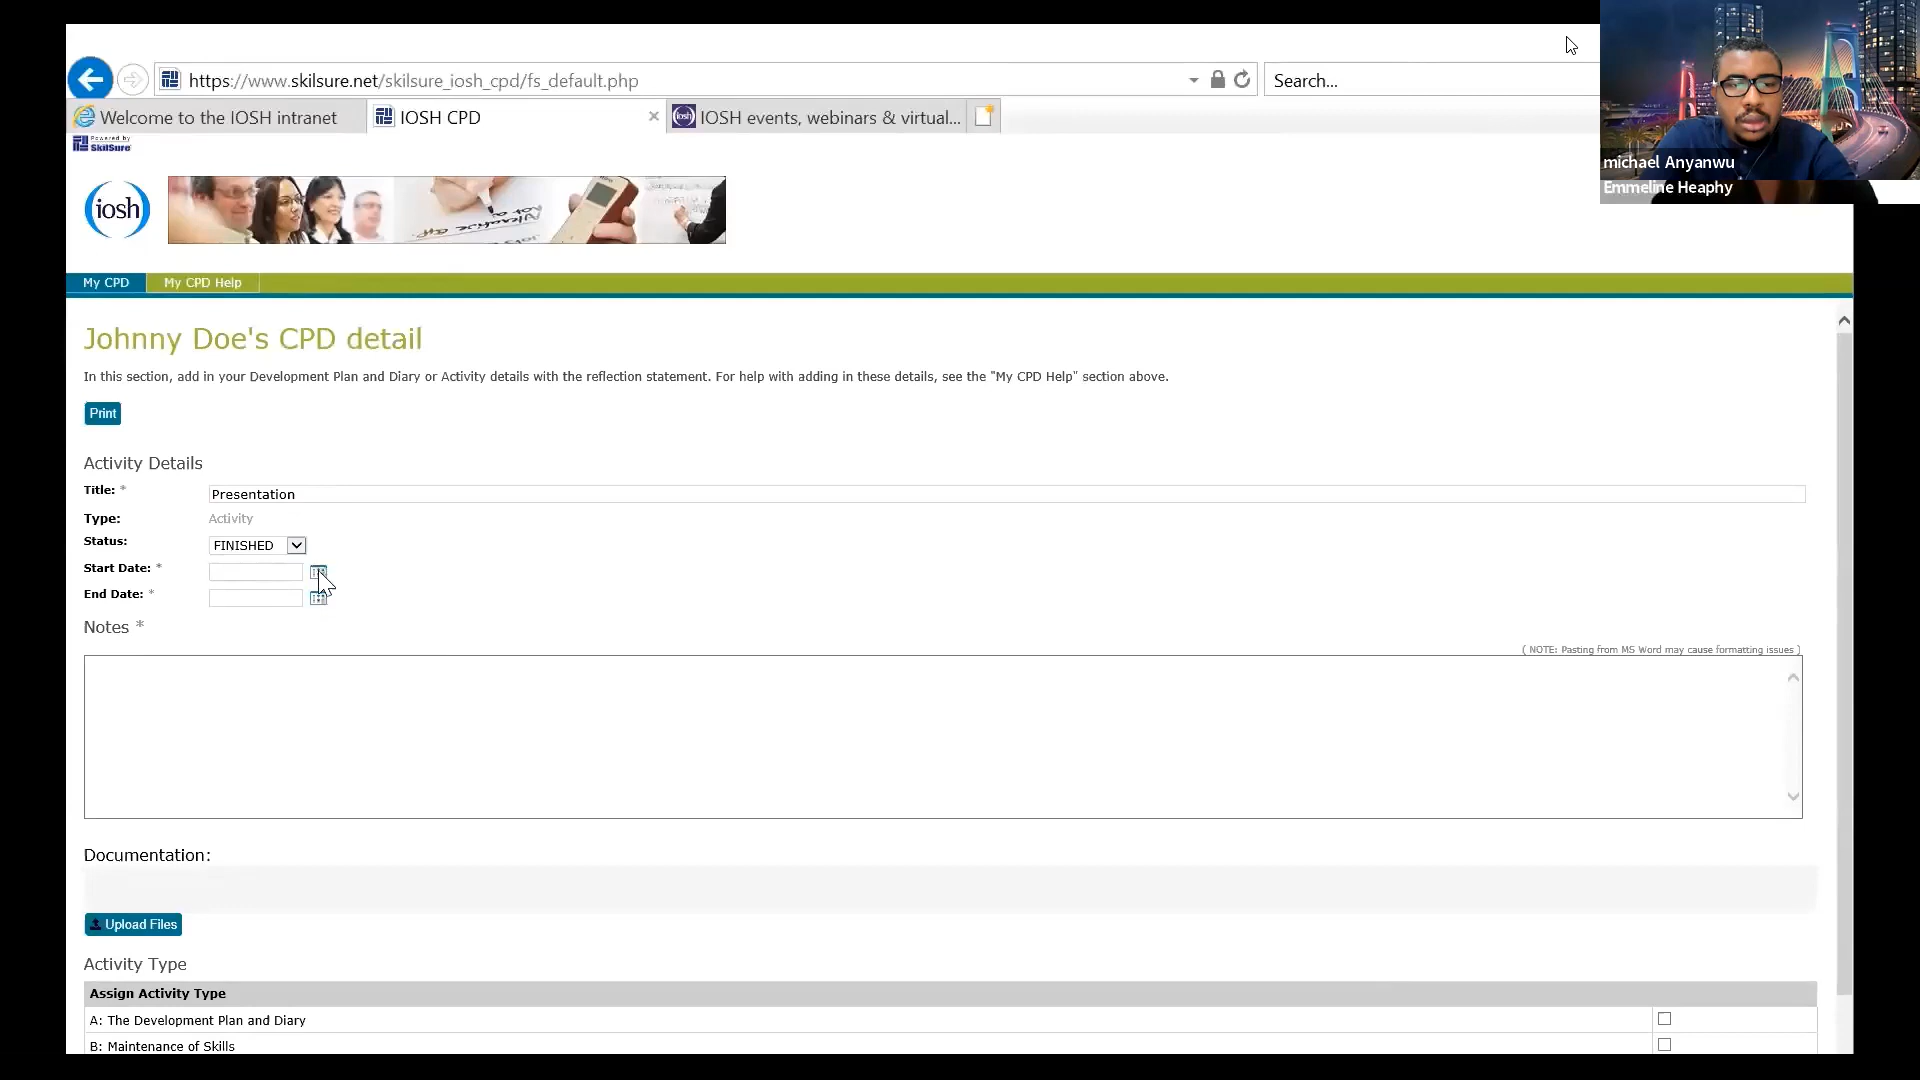 https://www.skilsure.net/skilsure_iosh_cpd/fs_default.php
Search...
Welcome to the IOSH intranet
IOSH CPD
iosh
IOSH events, webinars & virtual...
Powered by
SkilSure
michael Anyanwu
Emmeline Heaphy
iosh
My CPD
My CPD Help
Johnny Doe's CPD detail
In this section, add in your Development Plan and Diary or Activity details with the reflection statement. For help with adding in these details, see the "My CPD Help" section above.
Print
Activity Details
Title: *
Presentation
Type:
Activity
Status:
FINISHED
Start Date: *
End Date: *
Notes *
( NOTE: Pasting from MS Word may cause formatting issues )
Documentation:
Upload Files
Activity Type
Assign Activity Type
A: The Development Plan and Diary
B: Maintenance of Skills